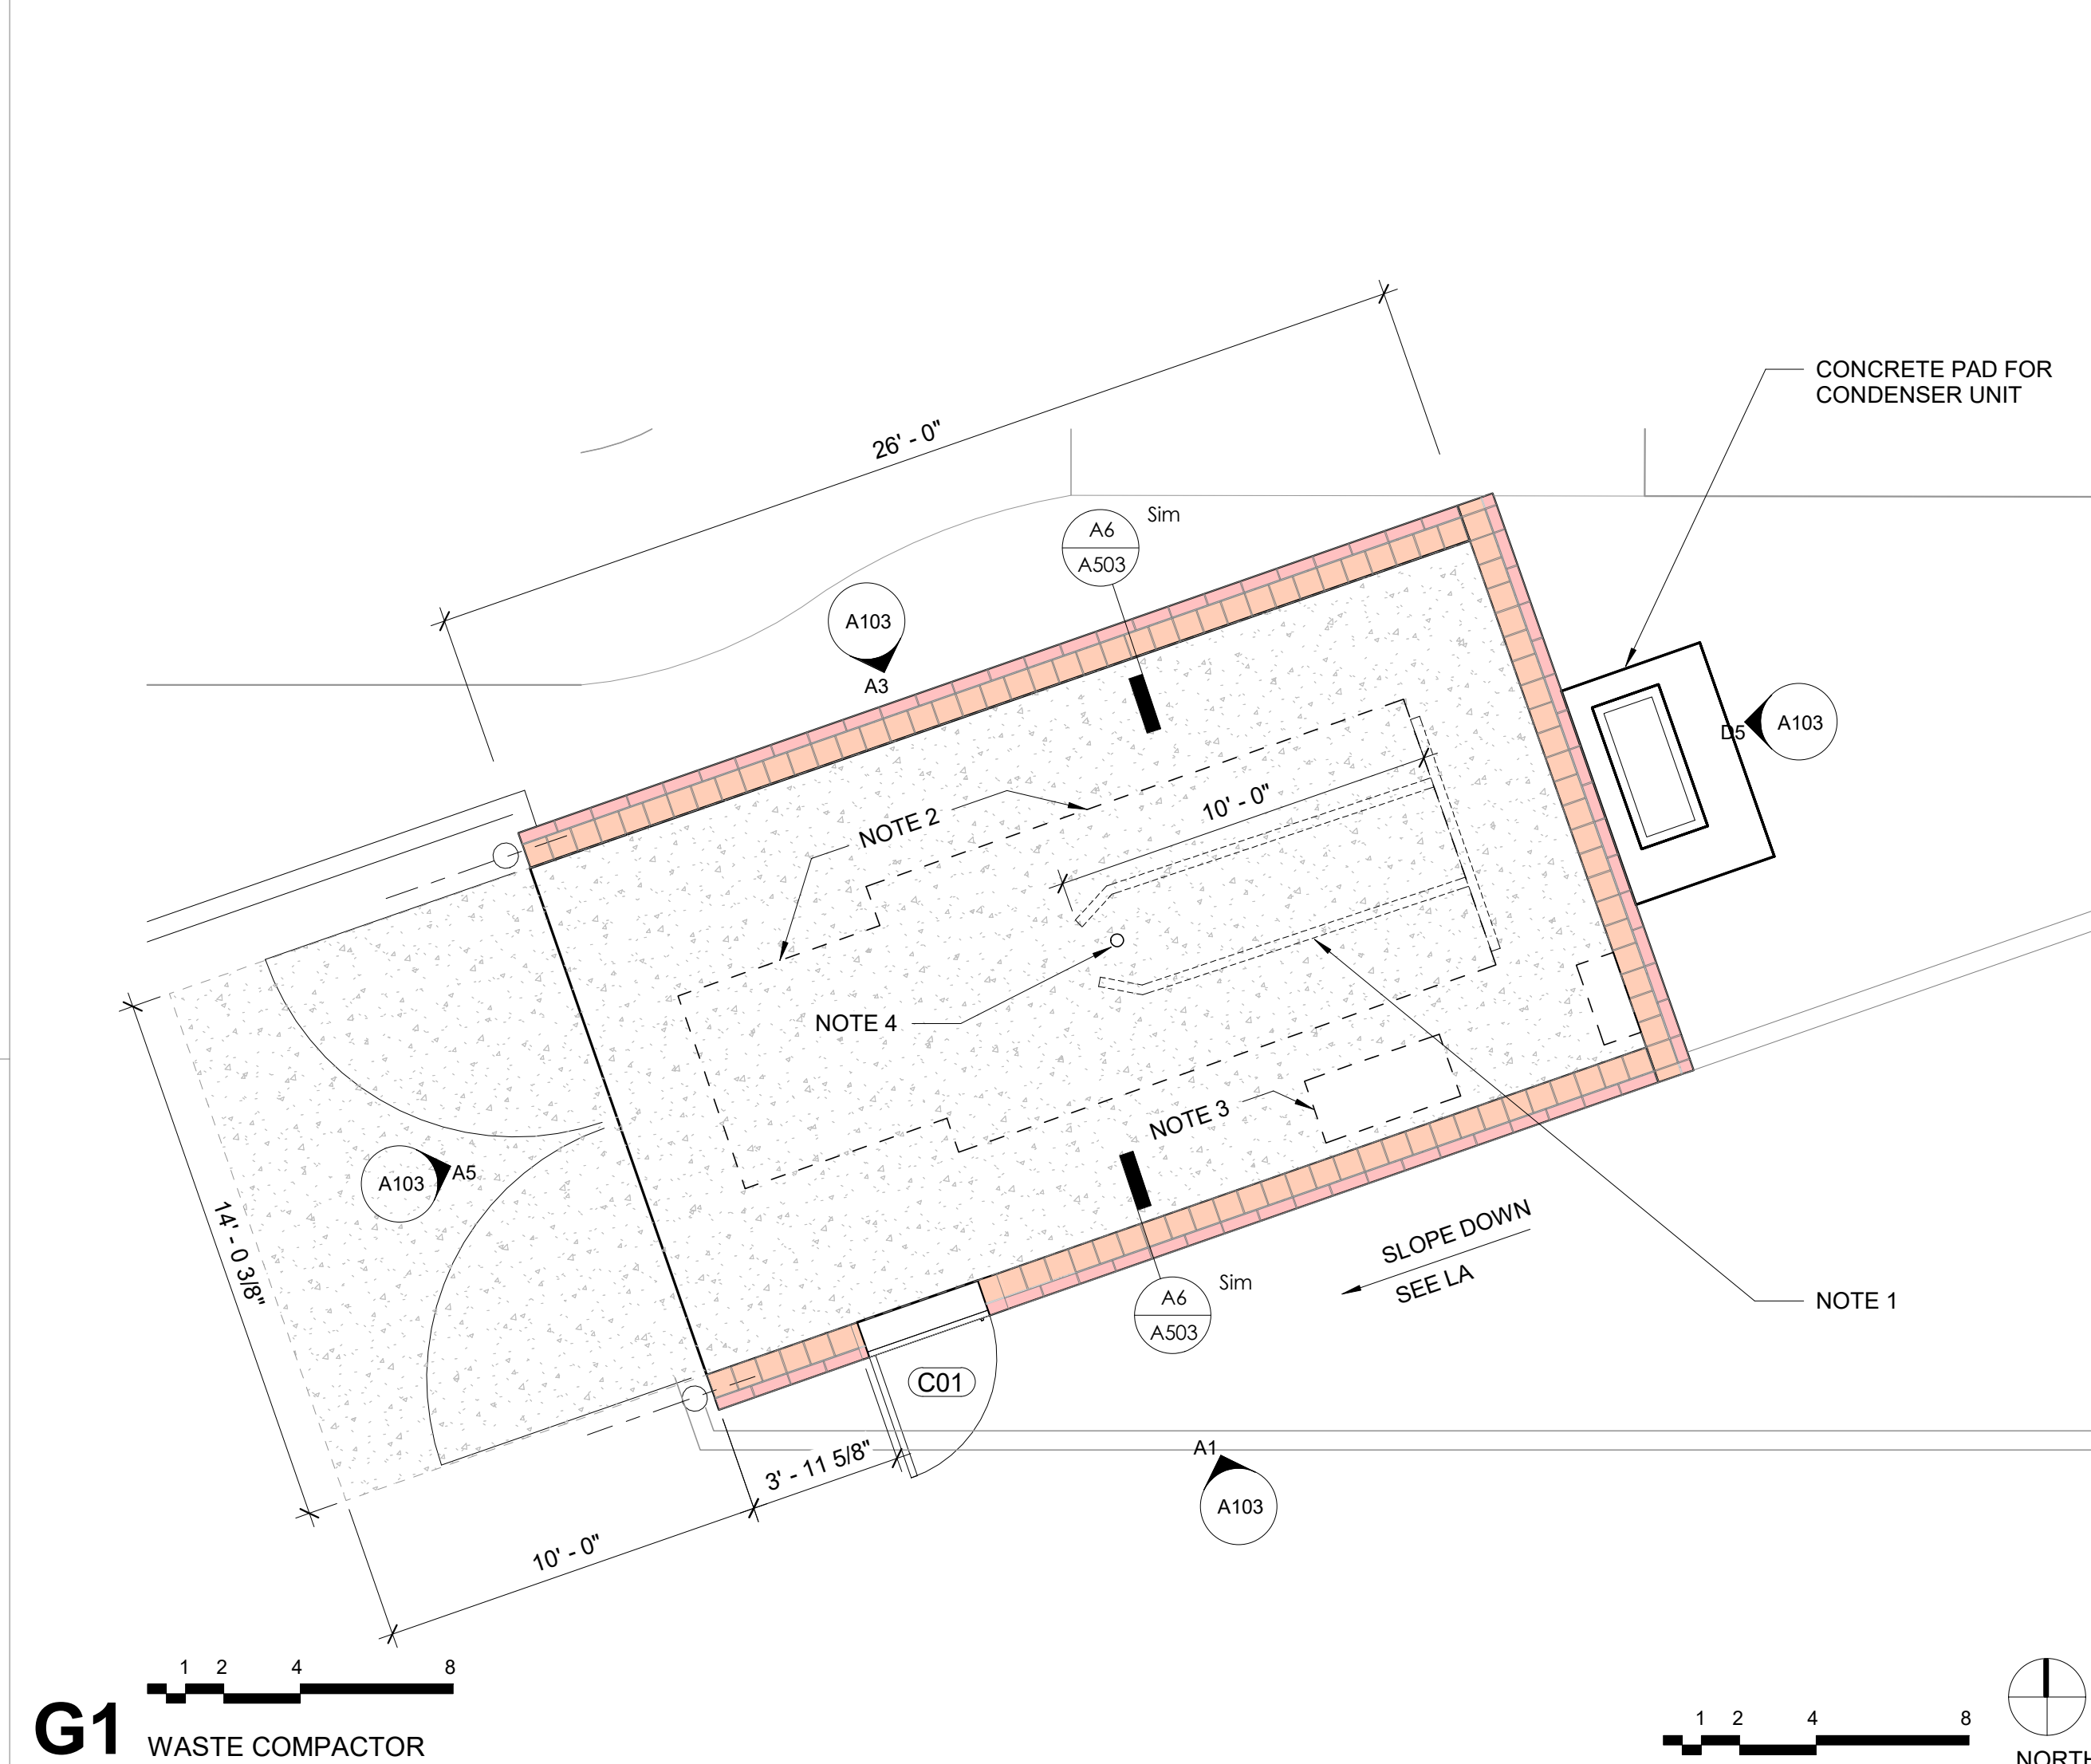 26' - 0"
CONCRETE PAD FOR
CONDENSER UNIT
A6
A503
Sim
A103
A3
A103
D5
10' - 0"
NOTE 2
NOTE 4
NOTE 3
A103
A5
14' - 0 3/8"
SLOPE DOWN
SEE LA
NOTE 1
A6
A503
Sim
C01
3' - 11 5/8"
A1
A103
10' - 0"
1 2 4 8
G1
WASTE COMPACTOR
1 2 4 8
NORTH